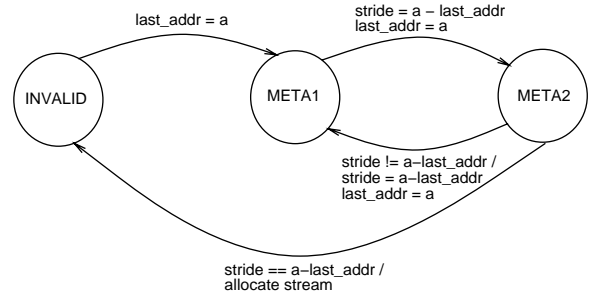 last_addr = a
stride = a − last_addr
last_addr = a
INVALID
META1
META2
stride != a−last_addr /
stride = a−last_addr
last_addr = a
stride == a−last_addr /
allocate stream